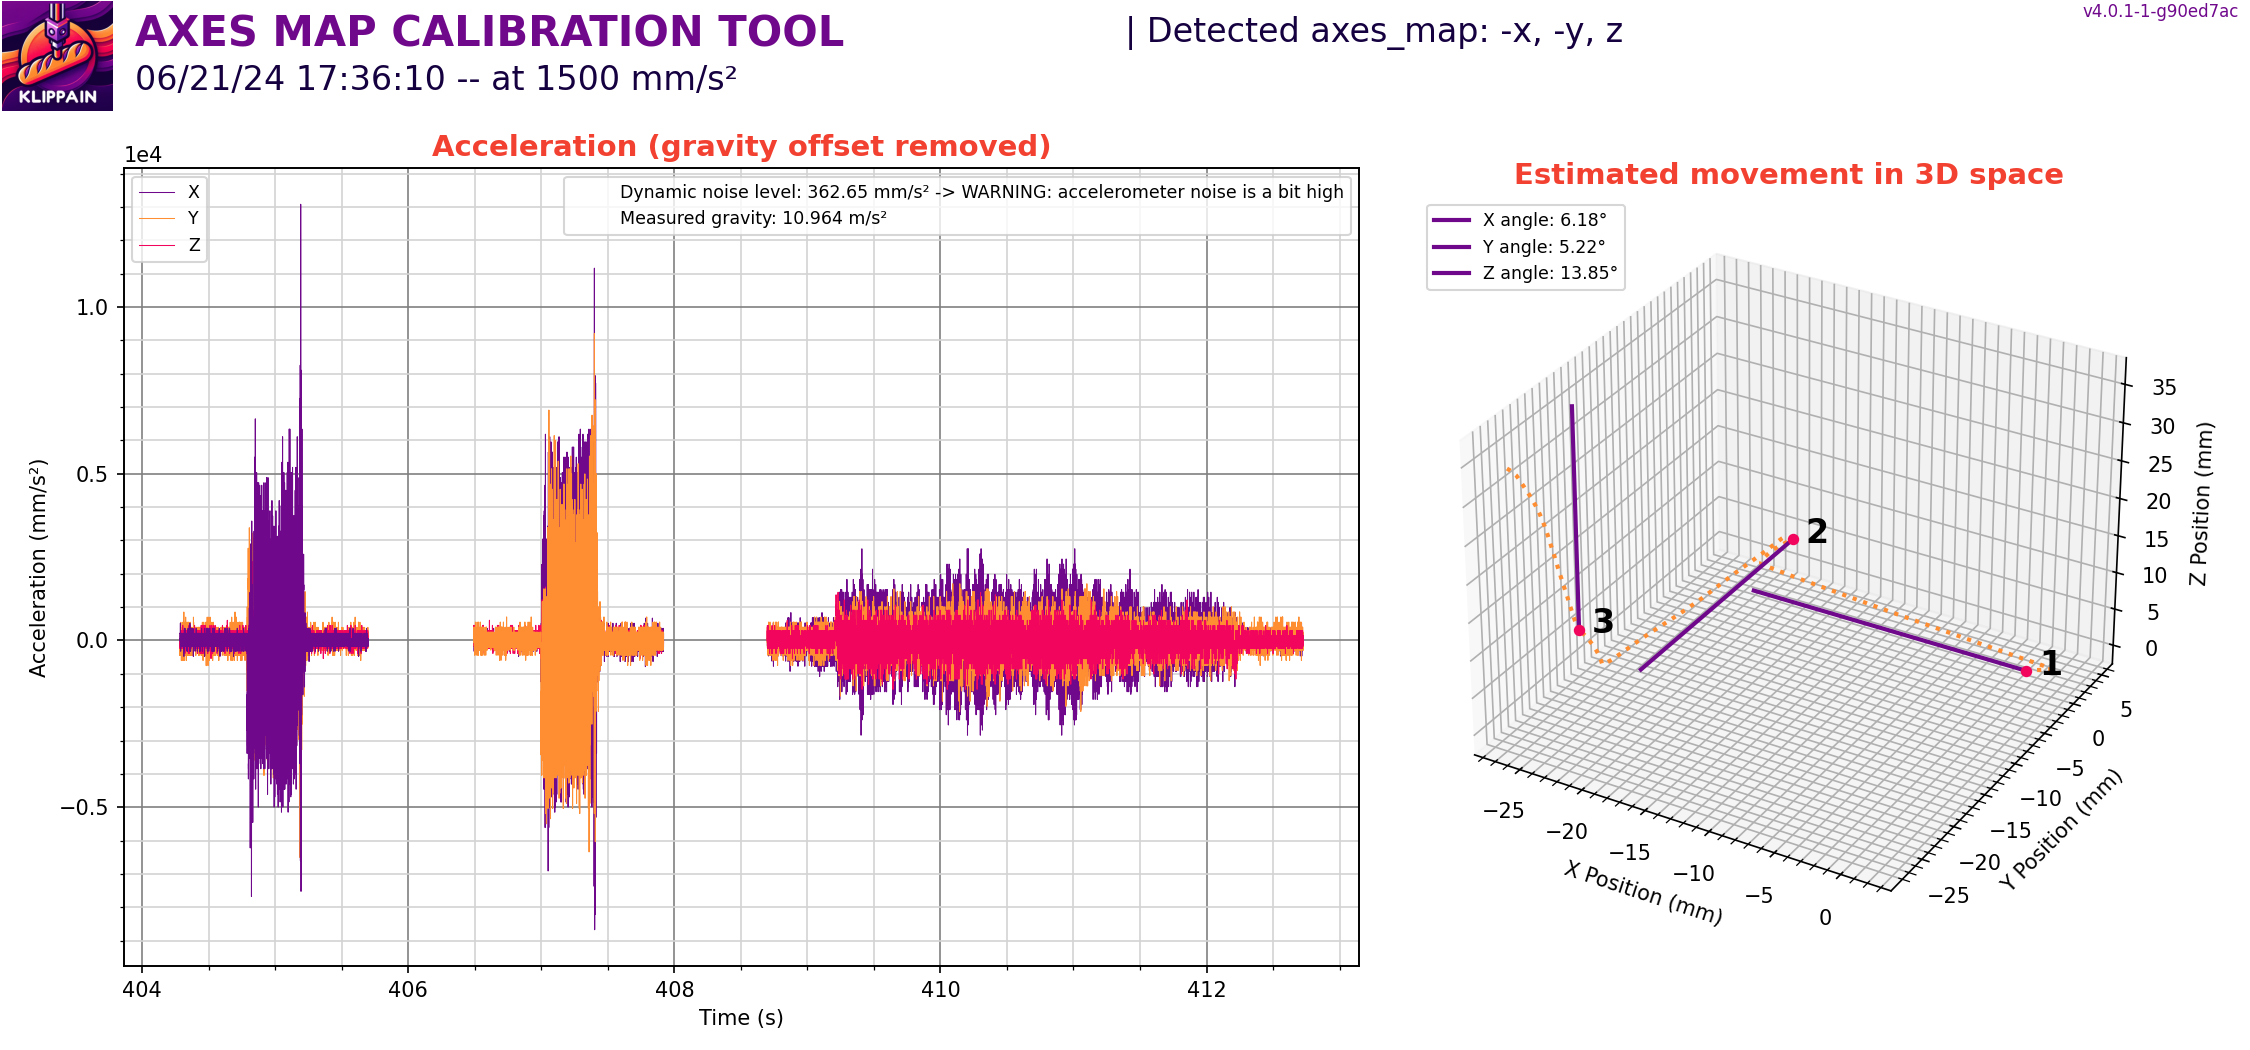 KLIPPAIN
AXES MAP CALIBRATION TOOL
06/21/24 17:36:10 -- at 1500 mm/s²
| Detected axes_map: -x, -y, z
v4.0.1-1-g90ed7ac
Acceleration (gravity offset removed)
1e4
X
Y
Z
Dynamic noise level: 362.65 mm/s² -> WARNING: accelerometer noise is a bit high
Measured gravity: 10.964 m/s²
1.0
0.5
0.0
−0.5
Acceleration (mm/s²)
404
406
408
410
412
Time (s)
Estimated movement in 3D space
X angle: 6.18°
Y angle: 5.22°
Z angle: 13.85°
1
2
3
−25
−20
−15
−10
−5
0
X Position (mm)
−25
−20
−15
−10
−5
0
5
Y Position (mm)
0
5
10
15
20
25
30
35
Z Position (mm)